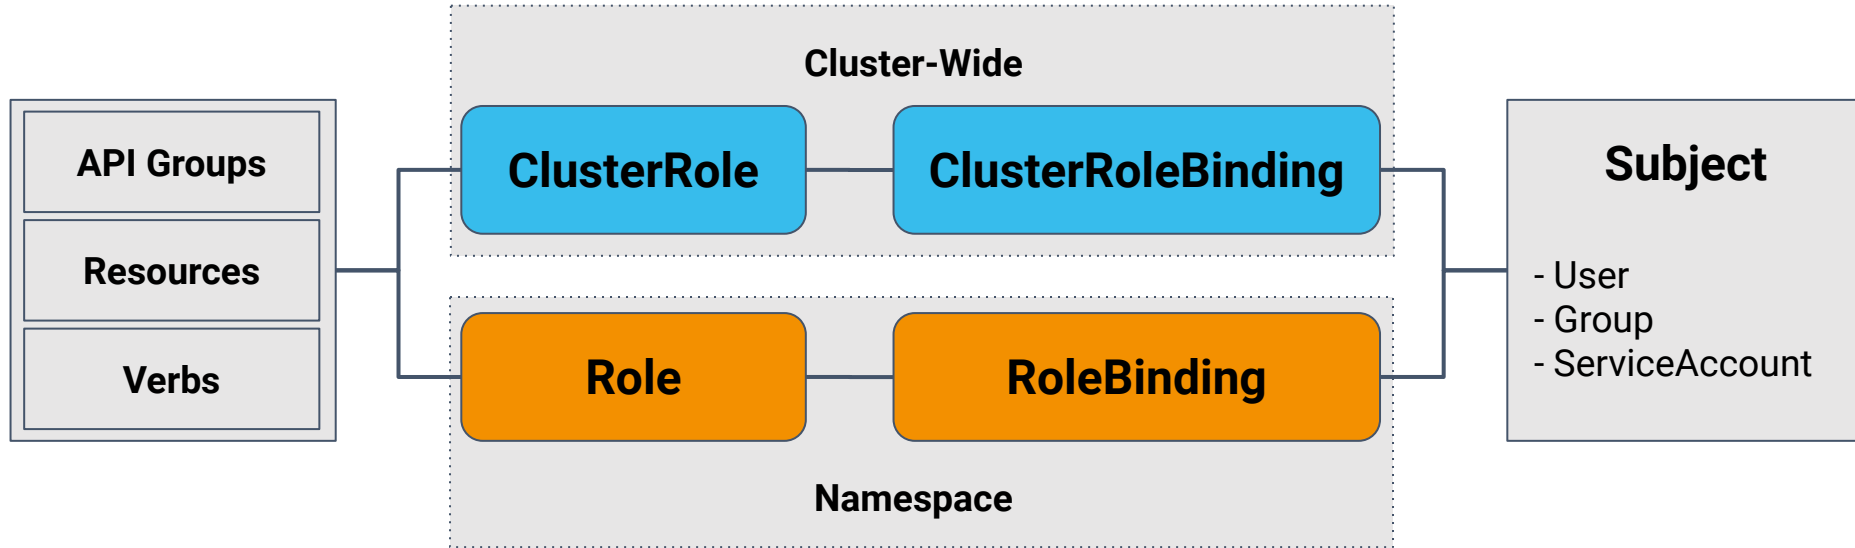 Cluster-Wide
API Groups
Resources
Verbs
ClusterRole
ClusterRoleBinding
Role
RoleBinding
Namespace
Subject
- User
- Group
- ServiceAccount